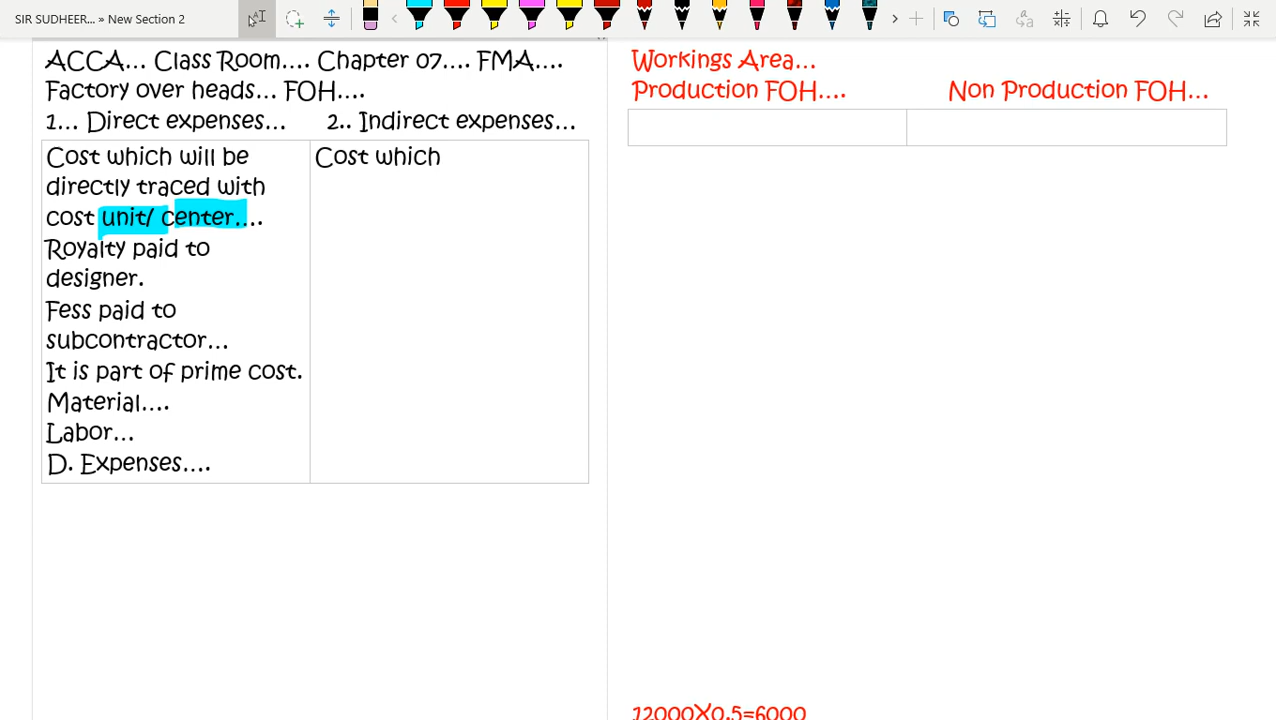 SIR SUDHEER... » New Section 2
ACCA... Class Room.... Chapter 07.... FMA....
Factory over heads... FOH....
1... Direct expenses... 2.. Indirect expenses...
Cost which will be
directly traced with
cost unit/ center....
Royalty paid to
designer.
Fess paid to
subcontractor...
It is part of prime cost.
Material....
Labor...
D. Expenses....
Cost which
Workings Area...
Production FOH.... Non Production FOH...
12000X0.5=6000